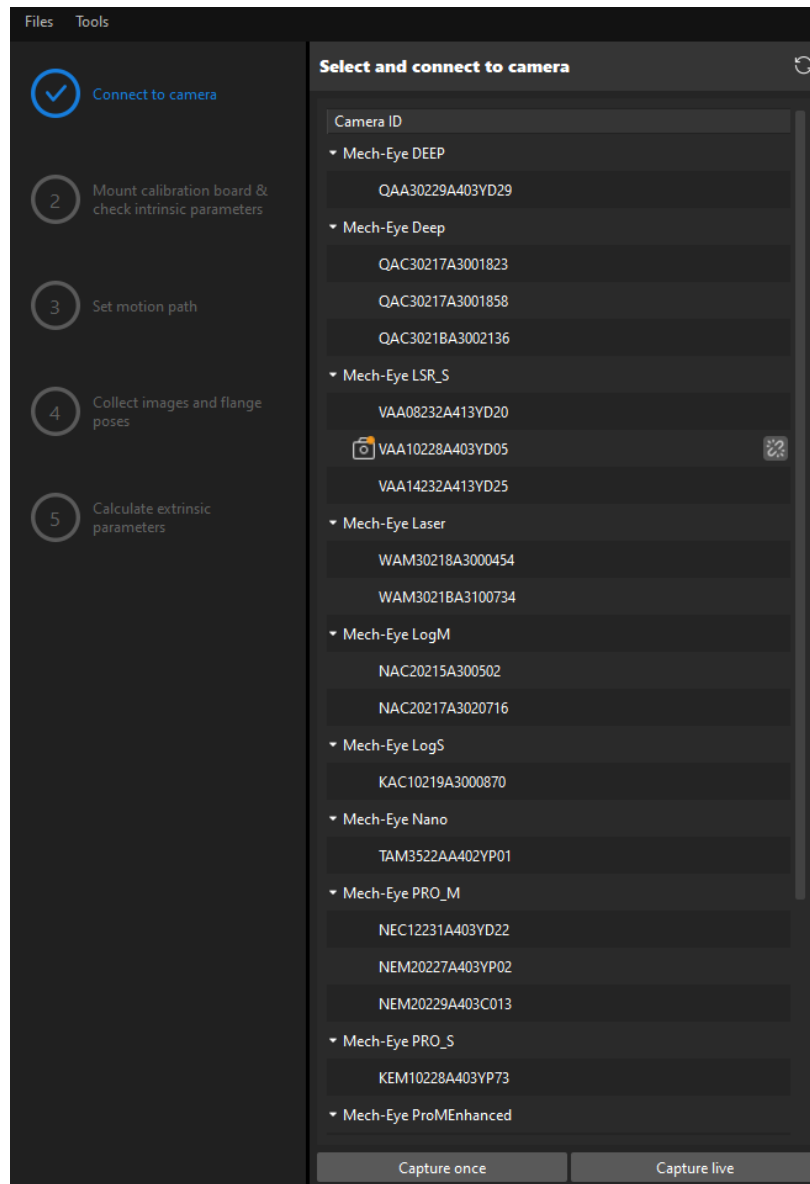 Files Tools
Connect to camera
2
Mount calibration board &
check intrinsic parameters
3
Set motion path
4
Collect images and flange
poses
5
Calculate extrinsic
parameters
Select and connect to camera
Camera ID
Mech-Eye DEEP
QAA30229A403YD29
Mech-Eye Deep
QAC30217A3001823
QAC30217A3001858
QAC3021BA3002136
Mech-Eye LSR_S
VAA08232A413YD20
VAA10228A403YD05
VAA14232A413YD25
Mech-Eye Laser
WAM30218A3000454
WAM3021BA3100734
Mech-Eye LogM
NAC20215A300502
NAC20217A3020716
Mech-Eye LogS
KAC10219A3000870
Mech-Eye Nano
TAM3522AA402YP01
Mech-Eye PRO_M
NEC12231A403YD22
NEM20227A403YP02
NEM20229A403C013
Mech-Eye PRO_S
KEM10228A403YP73
Mech-Eye ProMEnhanced
Capture once
Capture live